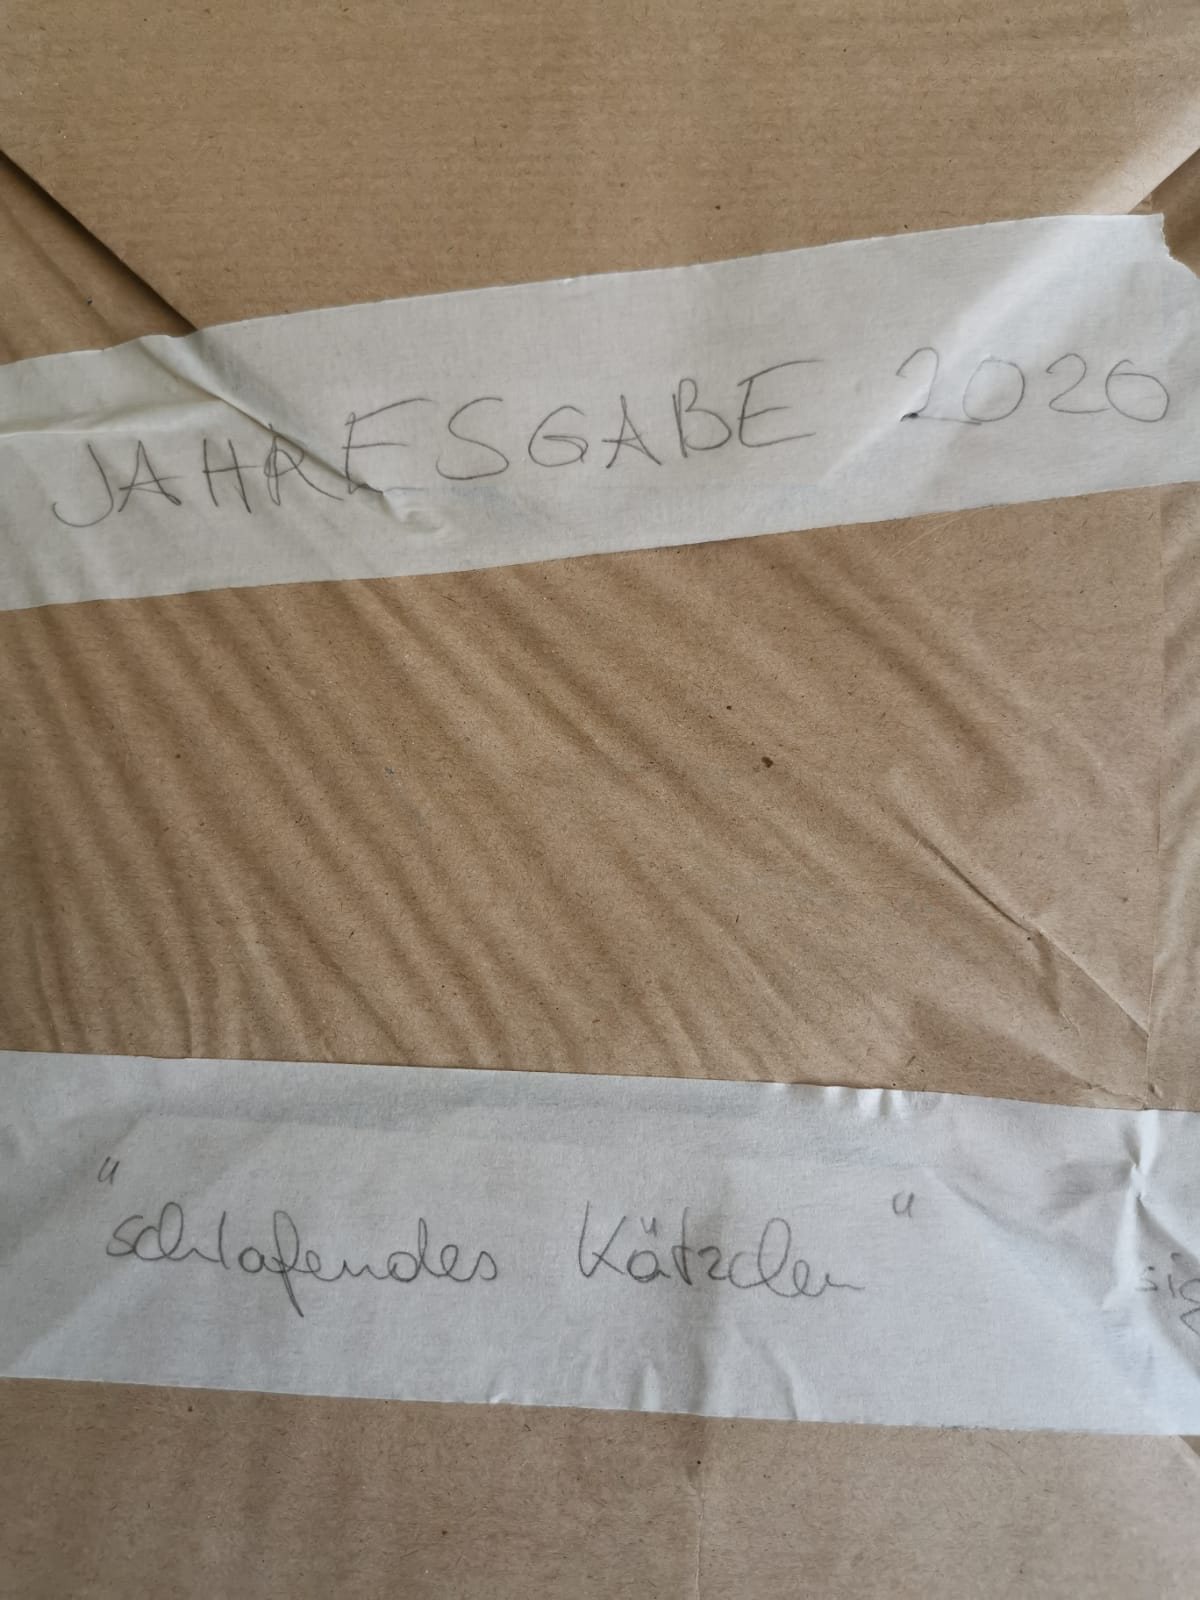 JAHRESGABE 2020
"schlafendes Kätzchen"